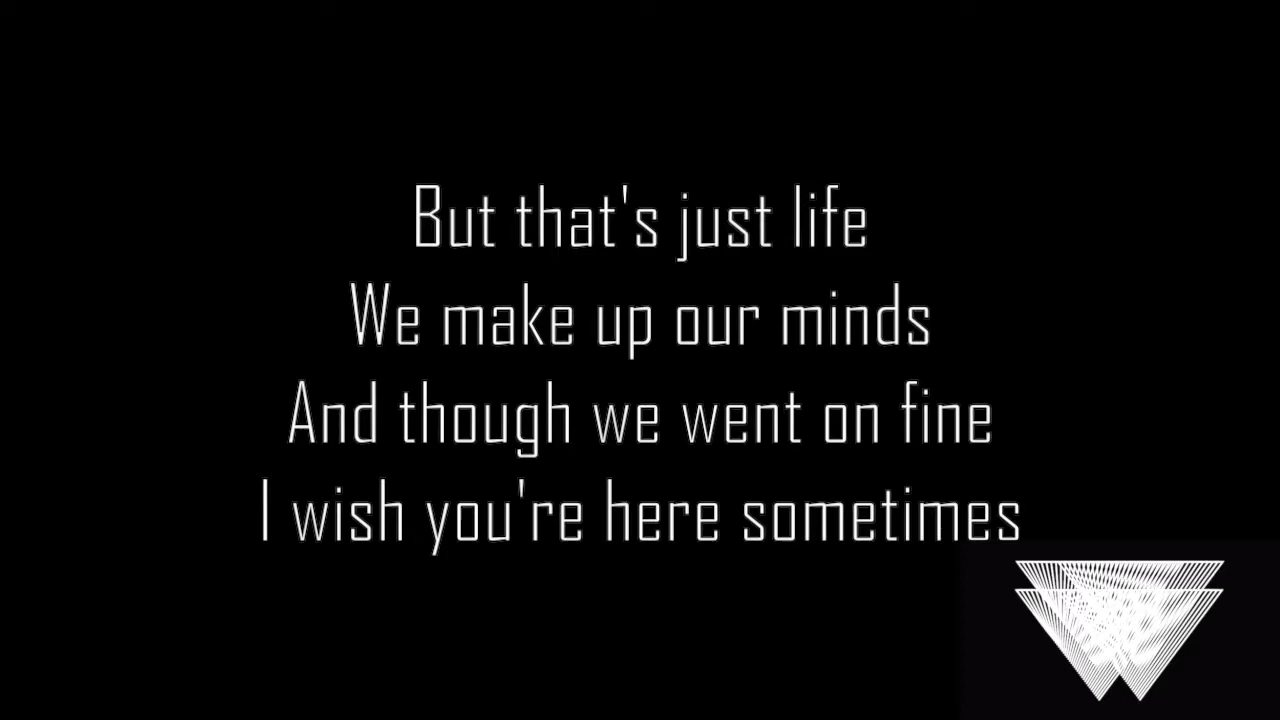 But that's just life
We make up our minds
And though we went on fine
I wish you're here sometimes